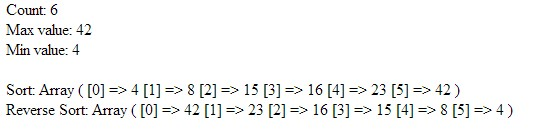 Count: 6
Max value: 42
Min value: 4
Sort: Array ( [0] => 4 [1] => 8 [2] => 15 [3] => 16 [4] => 23 [5] => 42 )
Reverse Sort: Array ( [0] => 42 [1] => 23 [2] => 16 [3] => 15 [4] => 8 [5] => 4 )